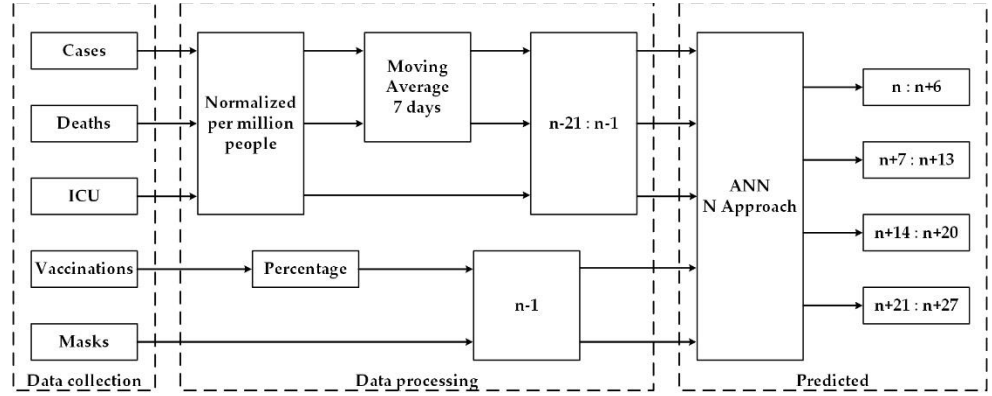 Cases
Deaths
ICU
Vaccinations
Masks
Data collection
Normalized
per million
people
Moving
Average
7 days
n-21 : n-1
Percentage
n-1
Data processing
ANN
N Approach
n : n+6
n+7 : n+13
n+14 : n+20
n+21 : n+27
Predicted